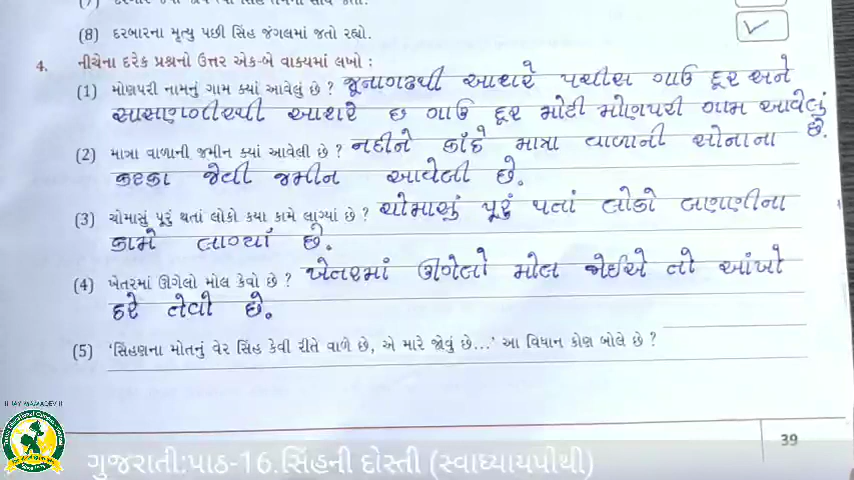 (8) દરબારના મૃત્યુ પછી સિંહ જંગલમાં જતો રહ્યો.
4. નીચેના દરેક પ્રશ્નનો ઉત્તર એક-બે વાક્યમાં લખો :
(1) મોણપરી નામનું ગામ ક્યાં આવેલું છે ? જૂનાગઢથી આશરે પચીસ ગાઉ દૂર અને
સાસણગીરથી આશરે છ ગાઉ દૂર મોટી મોણપરી ગામ આવેલું છે.
(2) માત્રા વાળાની જમીન ક્યાં આવેલી છે ? નદીને કાંઠે માત્રા વાળાની સોનાના
કટકા જેવી જમીન આવેલી છે.
(3) ચોમાસું પૂરું થતાં લોકો કયા કામે લાગ્યાં છે ? ચોમાસું પૂરું થતાં લોકો લાણણીના
કામે લાગ્યાં છે.
(4) ખેતરમાં ઊગેલો મોલ કેવો છે ? ખેતરમાં ઊગેલો મોલ જોઈએ તો આંખો
ઠરે તેવો છે.
(5) ‘સિંહણના મોતનું વેર સિંહ કેવી રીતે વાળે છે, એ મારે જોવું છે...’ આ વિધાન કોણ બોલે છે ?
39
ગુજરાતી:પાઠ-16.સિંહની દોસ્તી (સ્વાધ્યાયપોથી)